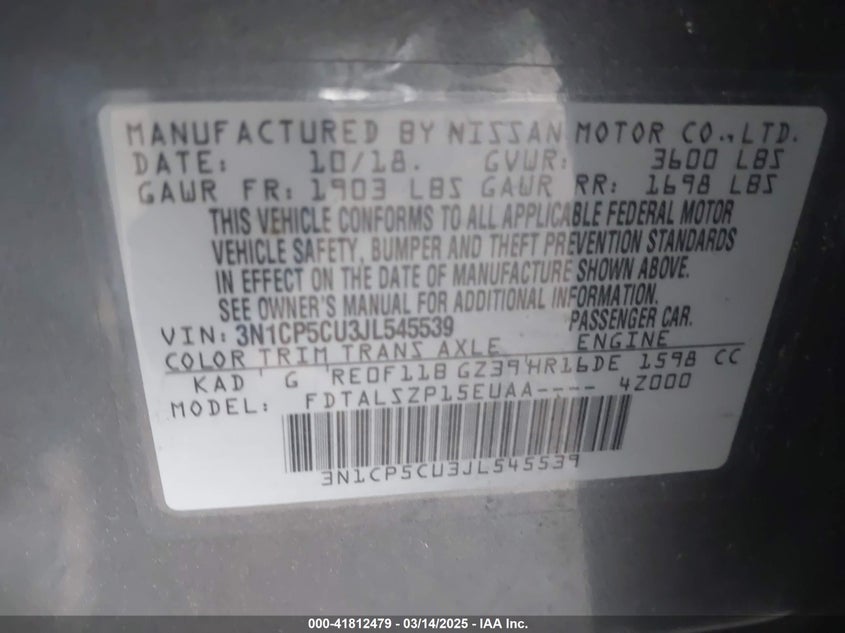 MANUFACTURED BY NISSAN MOTOR CO.,LTD.
DATE: 10/18. GVWR: 3600 LBS
GAWR FR: 1903 LBS GAWR RR: 1698 LBS
THIS VEHICLE CONFORMS TO ALL APPLICABLE FEDERAL MOTOR
VEHICLE SAFETY, BUMPER AND THEFT PREVENTION STANDARDS
IN EFFECT ON THE DATE OF MANUFACTURE SHOWN ABOVE.
SEE OWNER'S MANUAL FOR ADDITIONAL INFORMATION.
VIN: 3N1CP5CU3JL545539 PASSENGER CAR.
COLOR TRIM TRANS AXLE ENGINE
KAD G RE0F11B GZ39 HR16DE 1598 CC
MODEL: FDTALSZP15EUAA---- 4Z000
3N1CP5CU3JL545539
000-41812479 - 03/14/2025 - IAA Inc.